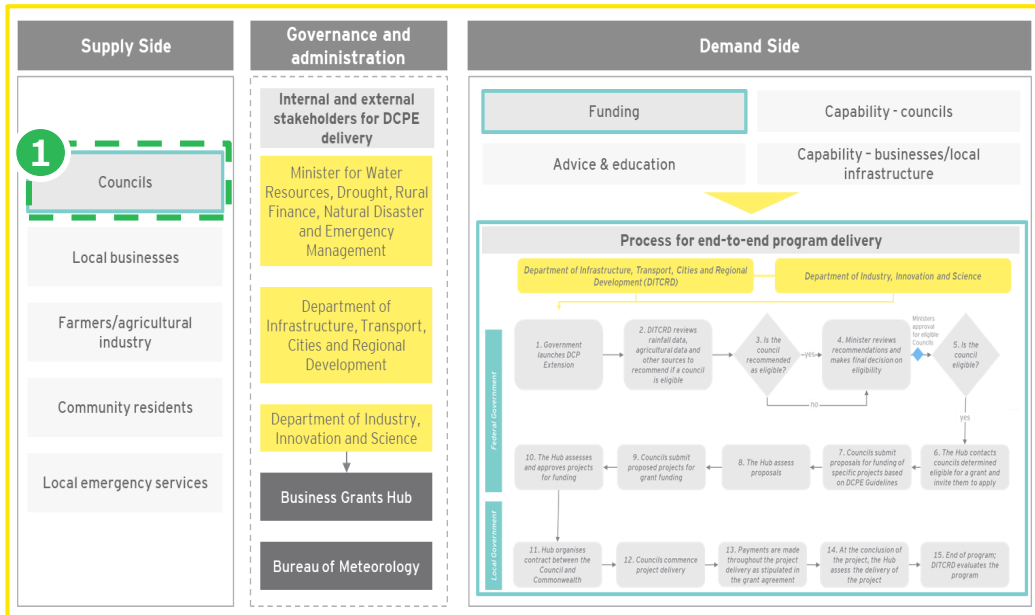 Supply Side
Governance and
administration
Demand Side
1
Councils
Local businesses
Farmers/agricultural
industry
Community residents
Local emergency services
Internal and external
stakeholders for DCPE
delivery
Minister for Water
Resources, Drought, Rural
Finance, Natural Disaster
and Emergency
Management
Department of
Infrastructure, Transport,
Cities and Regional
Development
Department of Industry,
Innovation and Science
Business Grants Hub
Bureau of Meteorology
Funding
Capability - councils
Advice & education
Capability – businesses/local
infrastructure
Process for end-to-end program delivery
Department of Infrastructure, Transport, Cities and Regional
Development (DITCRD)
Department of Industry, Innovation and Science
Federal Government
1. Government
launches DCP
Extension
2. DITCRD reviews
rainfall data,
agricultural data and
other sources to
recommend if a council
is eligible
3. Is the
council
recommended
as eligible?
yes
no
4. Minister reviews
recommendations and
makes final decision on
eligibility
Ministers
approval
for eligible
Councils
5. Is the
council
eligible?
yes
10. The Hub assesses
and approves projects
for funding
9. Councils submit
proposed projects for
grant funding
8. The Hub assess
proposals
7. Councils submit
proposals for funding of
specific projects based
on DCPE Guidelines
6. The Hub contacts
councils determined
eligible for a grant and
invite them to apply
Local Government
11. Hub organises
contract between the
Council and
Commonwealth
12. Councils commence
project delivery
13. Payments are made
throughout the project
delivery as stipulated in
the grant agreement
14. At the conclusion of
the project, the Hub
assess the delivery of
the project
15. End of program;
DITCRD evaluates the
program